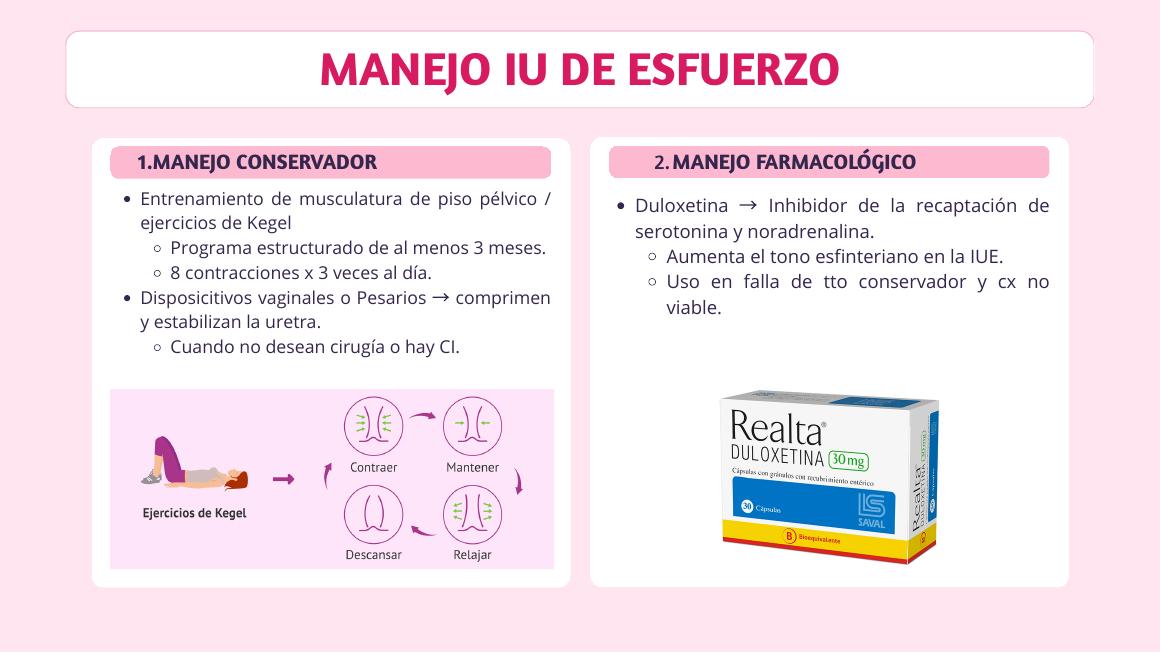 MANEJO IU DE ESFUERZO
1.MANEJO CONSERVADOR
Entrenamiento de musculatura de piso pélvico /
ejercicios de Kegel
Programa estructurado de al menos 3 meses.
8 contracciones x 3 veces al día.
Disposicitivos vaginales o Pesarios → comprimen
y estabilizan la uretra.
Cuando no desean cirugía o hay CI.
Ejercicios de Kegel
Contraer
Mantener
Descansar
Relajar
2. MANEJO FARMACOLÓGICO
Duloxetina → Inhibidor de la recaptación de
serotonina y noradrenalina.
Aumenta el tono esfinteriano en la IUE.
Uso en falla de tto conservador y cx no
viable.
Realta®
DULOXETINA 30 mg
Cápsulas con gránulos con recubrimiento entérico
30 Cápsulas
SAVAL
B Bioequivalente
Realta
DULOXETINA 30 mg